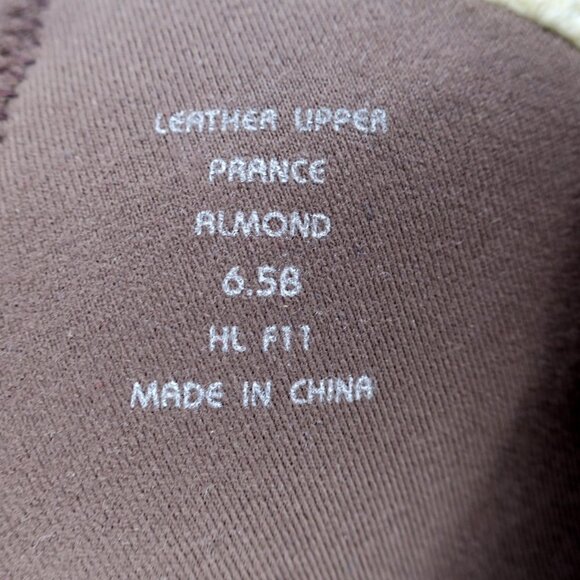 LEATHER UPPER
PRANCE
ALMOND
6.5B
HL F11
MADE IN CHINA